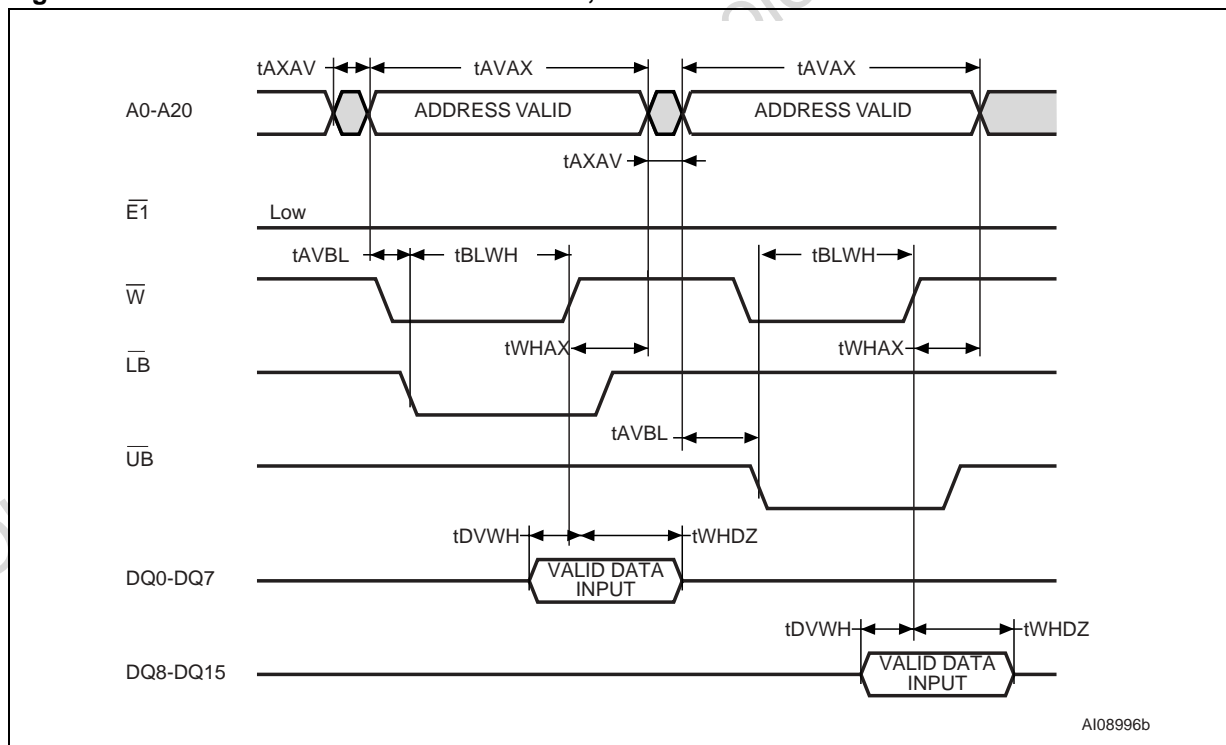 tAXAV tAVAX tAVAX
A0-A20 ADDRESS VALID ADDRESS VALID
tAXAV
E1 Low
tAVBL tBLWH tBLWH
W
tWHAX tWHAX
LB
tAVBL
UB
tDVWH tWHDZ
DQ0-DQ7 VALID DATA
INPUT
tDVWH tWHDZ
DQ8-DQ15 VALID DATA
INPUT
AI08996b